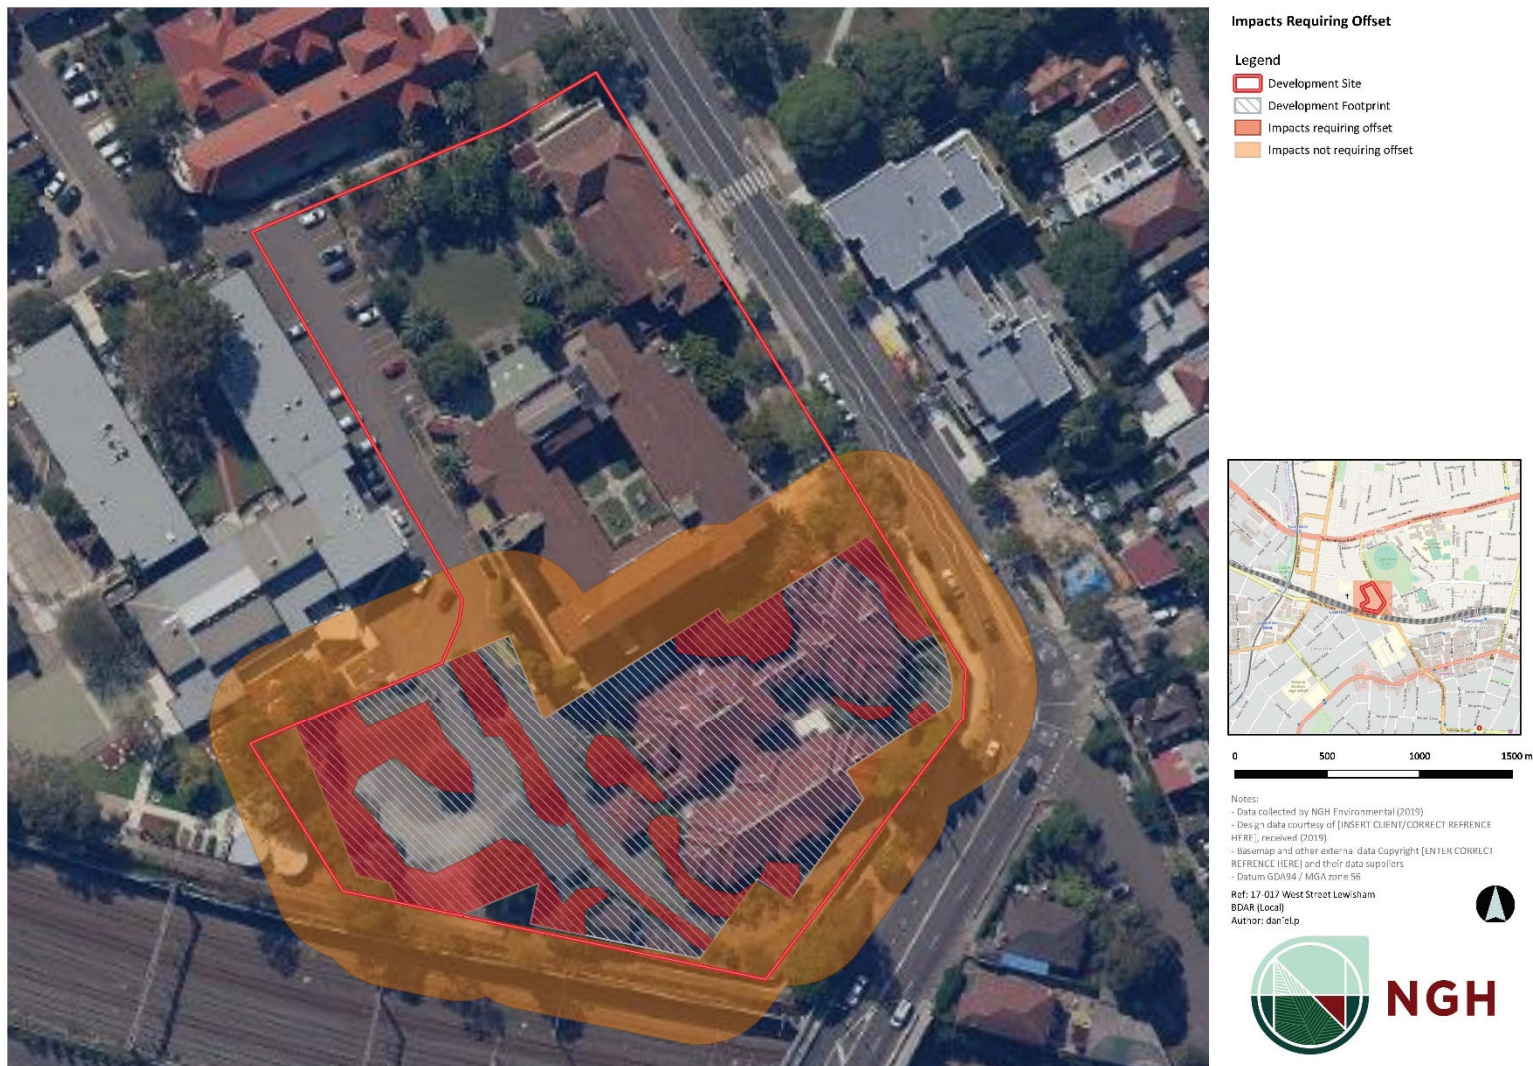 Impacts Requiring Offset
Legend
Development Site
Development Footprint
Impacts requiring offset
Impacts not requiring offset
0 500 1000 1500 m
Notes:
- Data collected by NGH Environmental (2019)
- Design data courtesy of [INSERT CLIENT/CORRECT REFRENCE
HERE], received (2019)
- Basemap and other external data Copyright [ENTER CORRECT
REFRENCE HERE] and their data suppliers
- Datum GDA94 / MGA zone 56
Ref: 17-017 West Street Lewisham
BDAR (Local)
Author: daniel.p
NGH